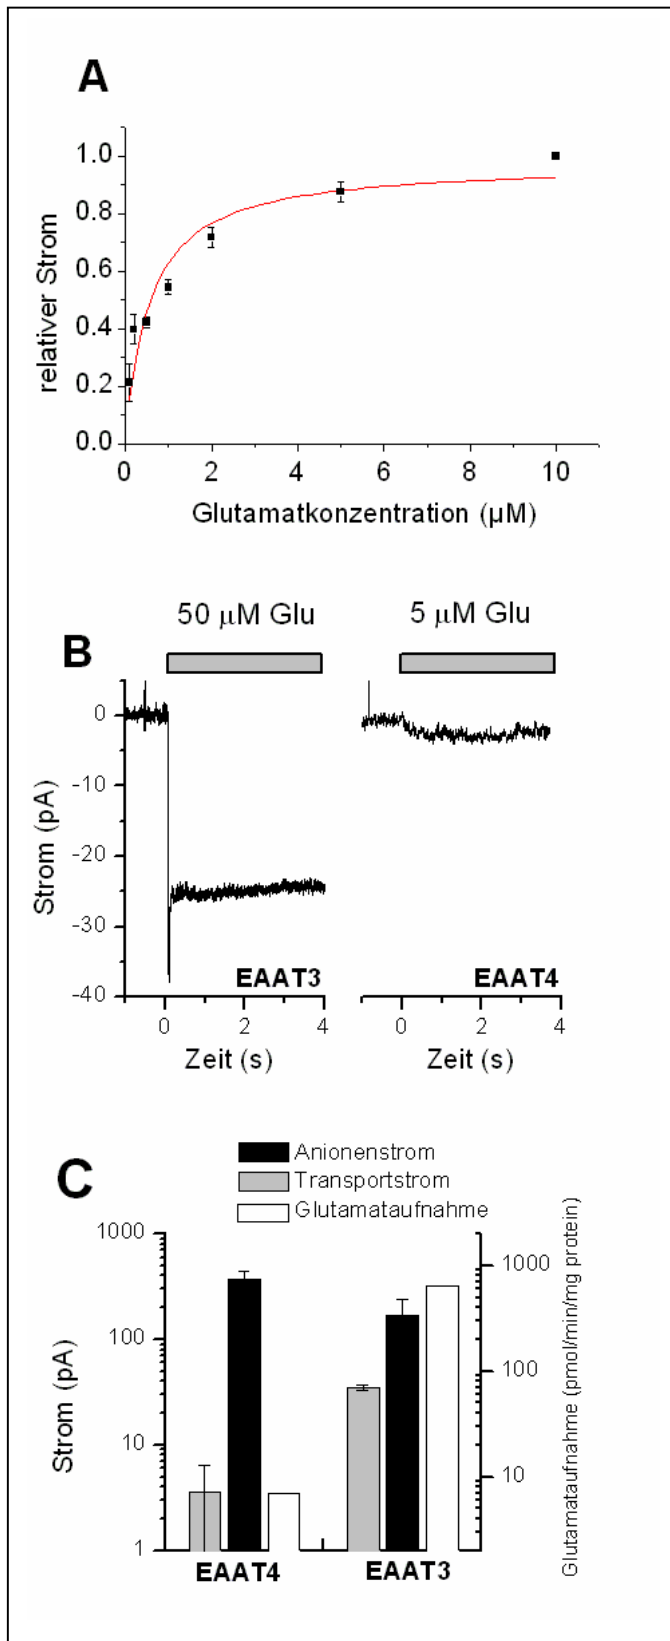 A
relativer Strom
1.0
0.8
0.6
0.4
0.2
0.0
0 2 4 6 8 10
Glutamatkonzentration (µM)
50 µM Glu 5 µM Glu
B
Strom (pA)
0
-10
-20
-30
-40
EAAT3 EAAT4
0 2 4 0 2 4
Zeit (s) Zeit (s)
C
Anionenstrom
Transportstrom
Glutamataufnahme
Strom (pA)
1000
100
10
1
1000
100
10
Glutamataufnahme (pmol/min/mg protein)
EAAT4 EAAT3